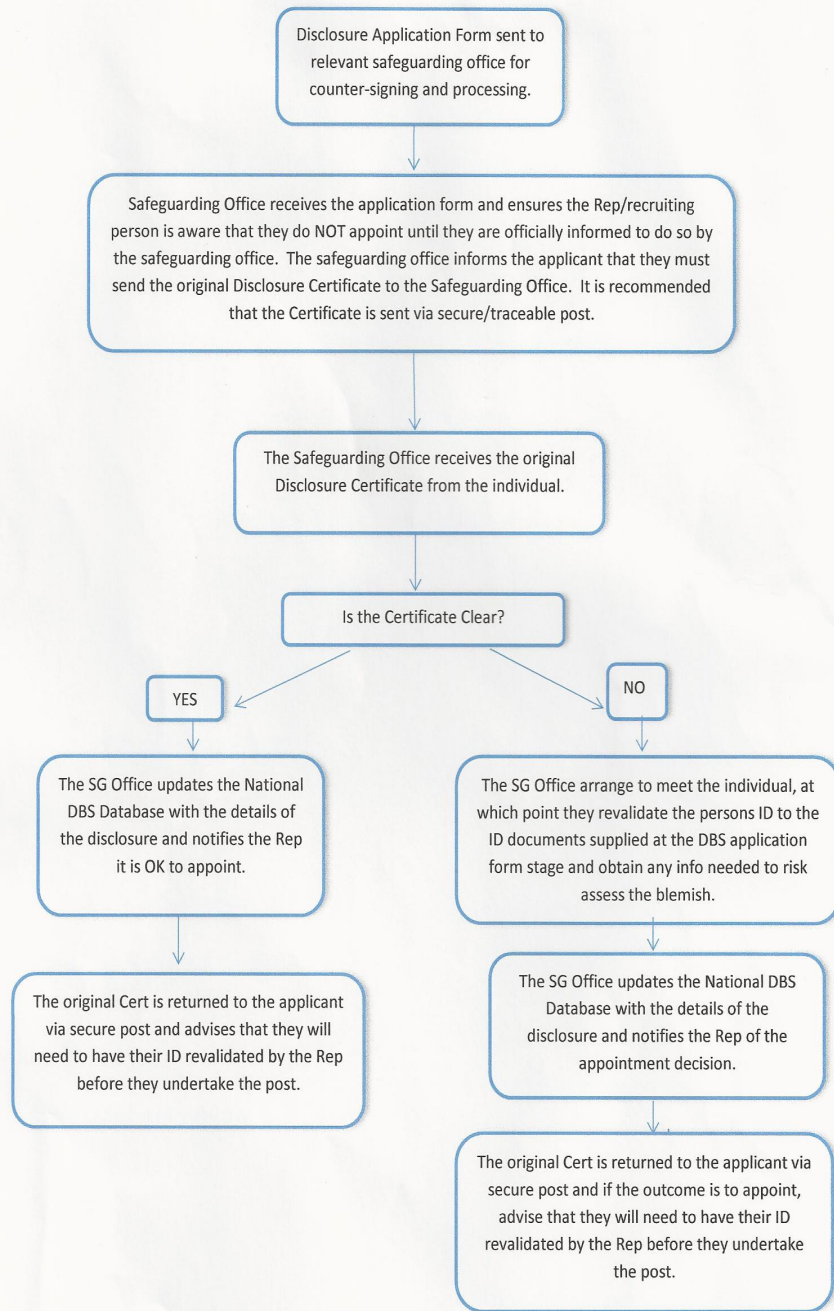 Disclosure Application Form sent to
relevant safeguarding office for
counter-signing and processing.
Safeguarding Office receives the application form and ensures the Rep/recruiting
person is aware that they do NOT appoint until they are officially informed to do so by
the safeguarding office. The safeguarding office informs the applicant that they must
send the original Disclosure Certificate to the Safeguarding Office. It is recommended
that the Certificate is sent via secure/traceable post.
The Safeguarding Office receives the original
Disclosure Certificate from the individual.
Is the Certificate Clear?
YES
The SG Office updates the National
DBS Database with the details of
the disclosure and notifies the Rep
it is OK to appoint.
The original Cert is returned to the applicant
via secure post and advises that they will
need to have their ID revalidated by the Rep
before they undertake the post.
NO
The SG Office arrange to meet the individual, at
which point they revalidate the persons ID to the
ID documents supplied at the DBS application
form stage and obtain any info needed to risk
assess the blemish.
The SG Office updates the National DBS
Database with the details of the
disclosure and notifies the Rep of the
appointment decision.
The original Cert is returned to the applicant via
secure post and if the outcome is to appoint,
advise that they will need to have their ID
revalidated by the Rep before they undertake
the post.